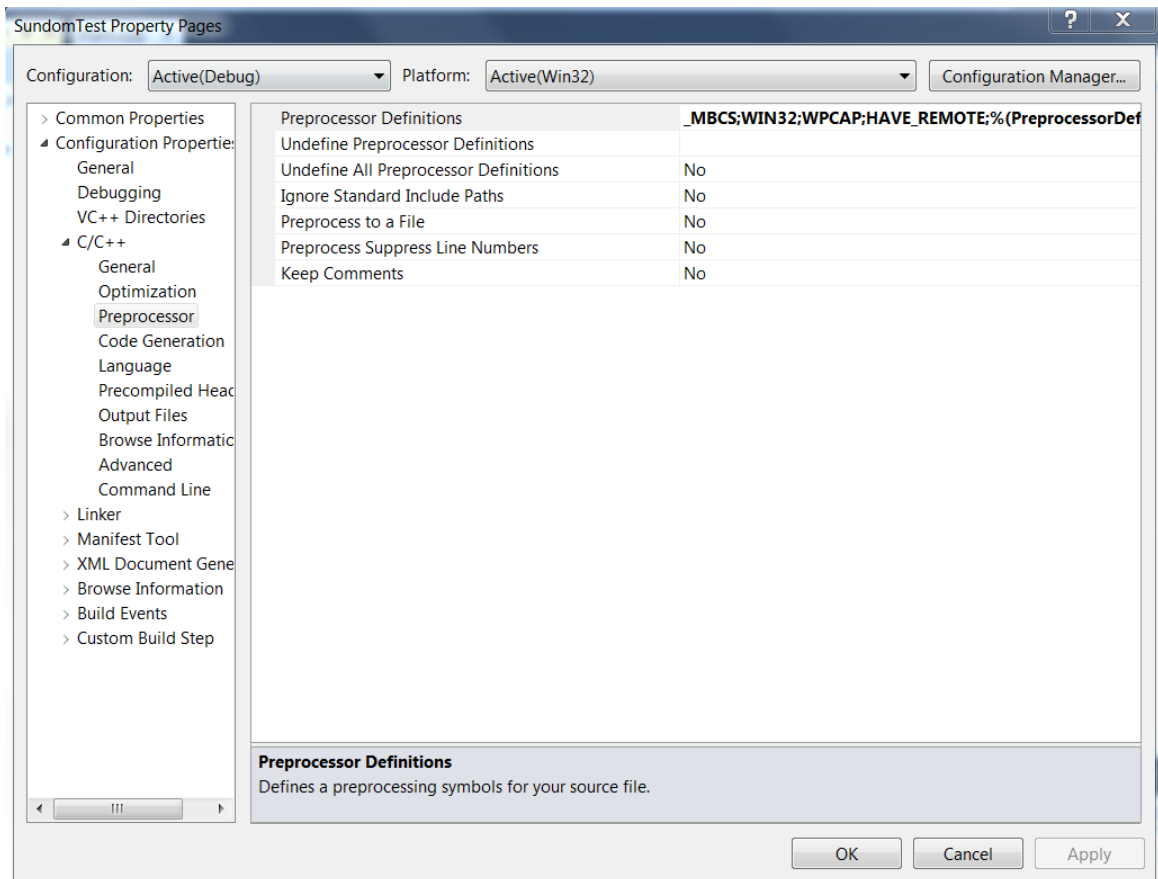 SundomTest Property Pages
Configuration: Active(Debug) Platform: Active(Win32) Configuration Manager...
Common Properties
Configuration Properties
General
Debugging
VC++ Directories
C/C++
General
Optimization
Preprocessor
Code Generation
Language
Precompiled Head
Output Files
Browse Informatic
Advanced
Command Line
Linker
Manifest Tool
XML Document Gene
Browse Information
Build Events
Custom Build Step
Preprocessor Definitions _MBCS;WIN32;WPCAP;HAVE_REMOTE;%(PreprocessorDef
Undefine Preprocessor Definitions
Undefine All Preprocessor Definitions No
Ignore Standard Include Paths No
Preprocess to a File No
Preprocess Suppress Line Numbers No
Keep Comments No
Preprocessor Definitions
Defines a preprocessing symbols for your source file.
OK Cancel Apply